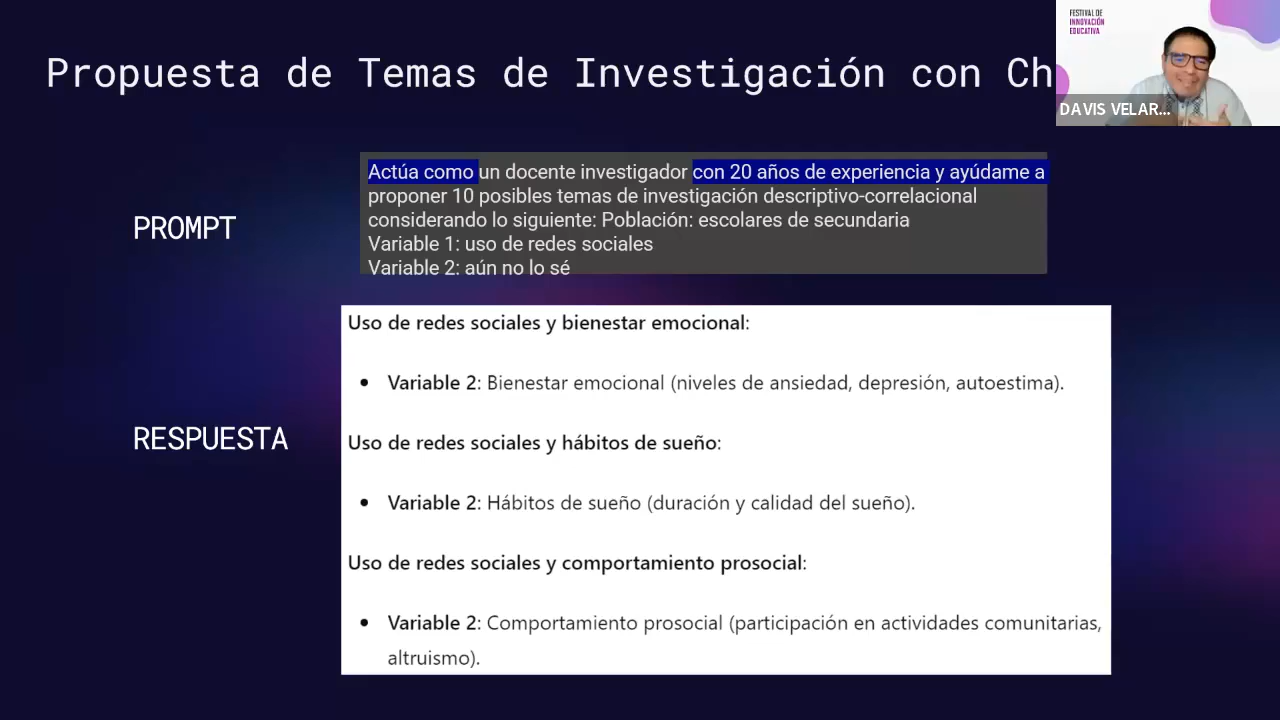 Propuesta de Temas de Investigación con Ch
FESTIVAL DE
INNOVACIÓN
EDUCATIVA
DAVIS VELAR...
PROMPT
Actúa como un docente investigador con 20 años de experiencia y ayúdame a
proponer 10 posibles temas de investigación descriptivo-correlacional
considerando lo siguiente: Población: escolares de secundaria
Variable 1: uso de redes sociales
Variable 2: aún no lo sé
RESPUESTA
Uso de redes sociales y bienestar emocional:
• Variable 2: Bienestar emocional (niveles de ansiedad, depresión, autoestima).
Uso de redes sociales y hábitos de sueño:
• Variable 2: Hábitos de sueño (duración y calidad del sueño).
Uso de redes sociales y comportamiento prosocial:
• Variable 2: Comportamiento prosocial (participación en actividades comunitarias,
altruismo).